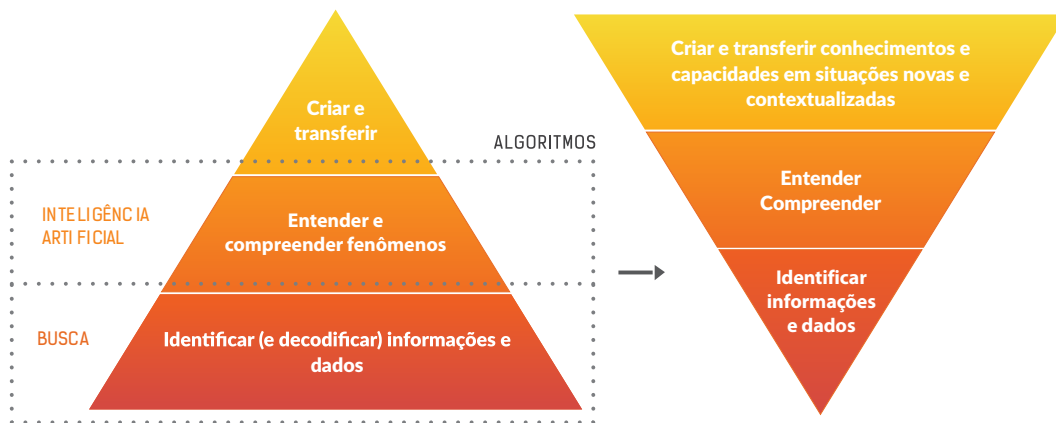 Criar e
transferir
ALGORITMOS
INTELIGÊNCIA
ARTIFICIAL
Entender e
compreender fenômenos
BUSCA
Identificar (e decodificar) informações e
dados
Criar e transferir conhecimentos e
capacidades em situações novas e
contextualizadas
Entender
Compreender
Identificar
informações
e dados